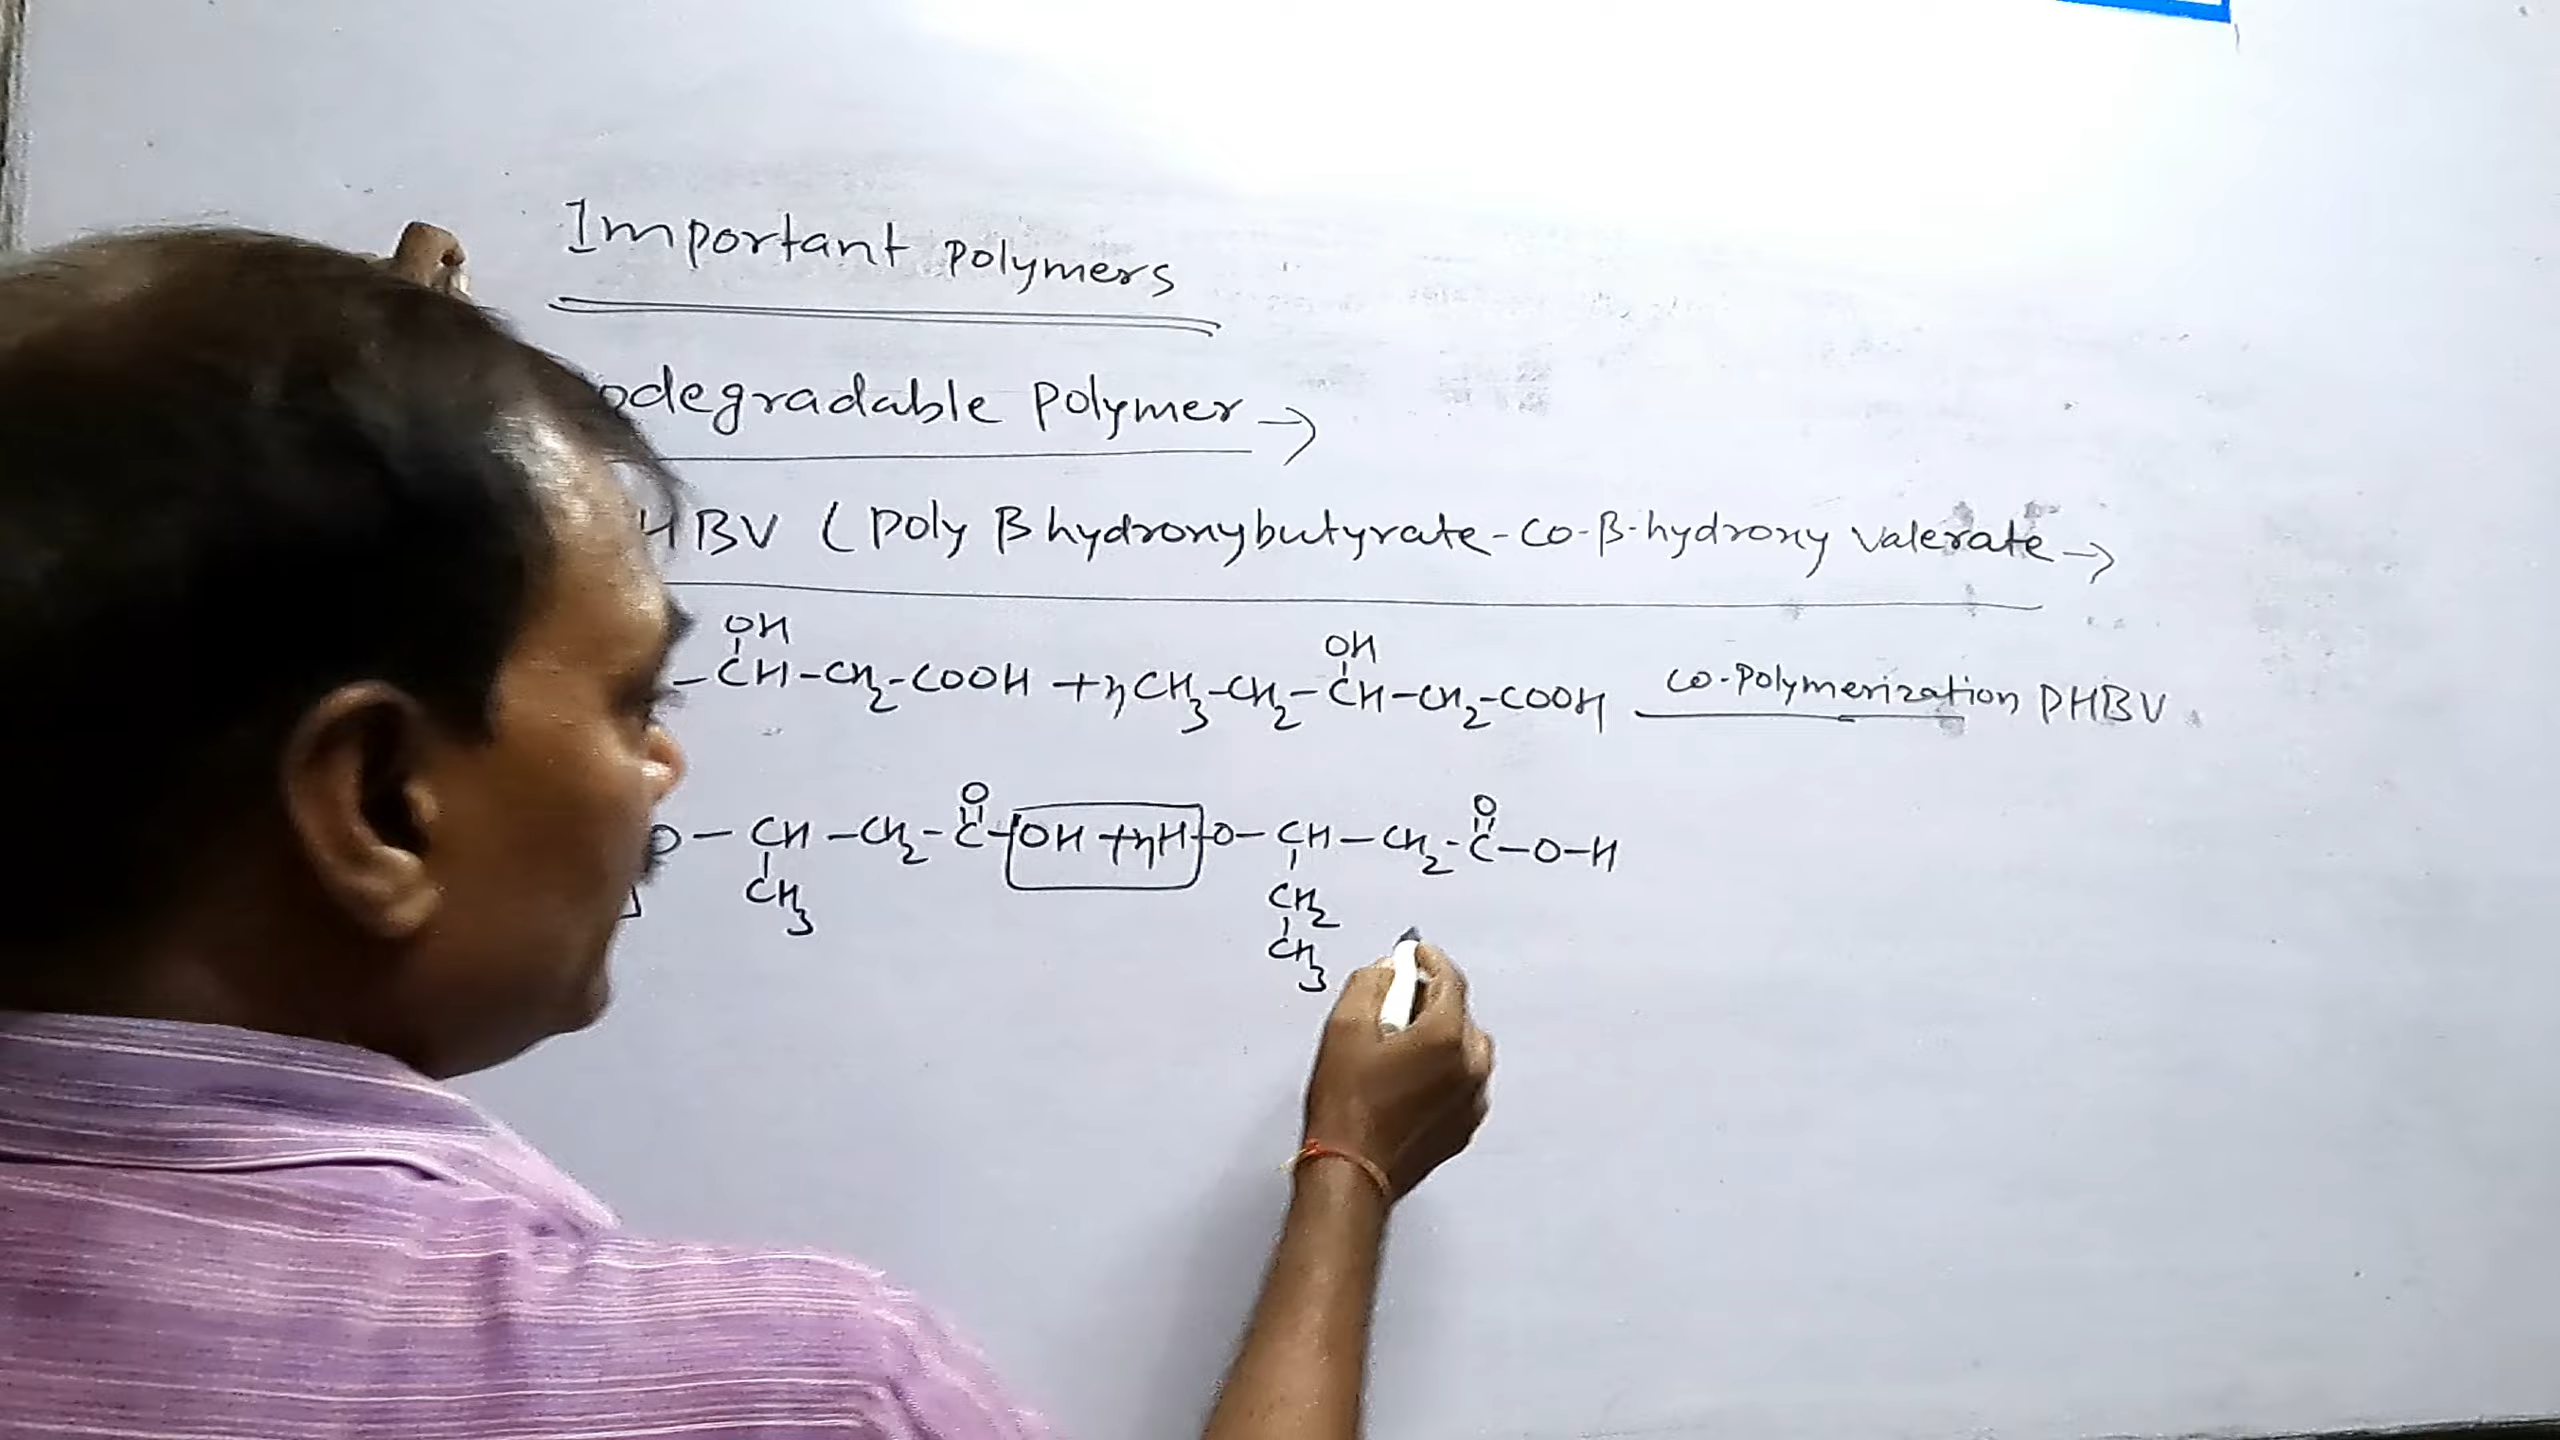 Important polymers
odegradable polymer →
HBV (Poly β hydroxybutyrate-co-β-hydroxy valerate →
OH OH
-CH-CH2-COOH + nCH3-CH2-CH-CH2-COOH co-polymerization PHBV
O O
O-CH-CH2-C-OH + nH-O-CH-CH2-C-O-H
CH3 CH2
CH3